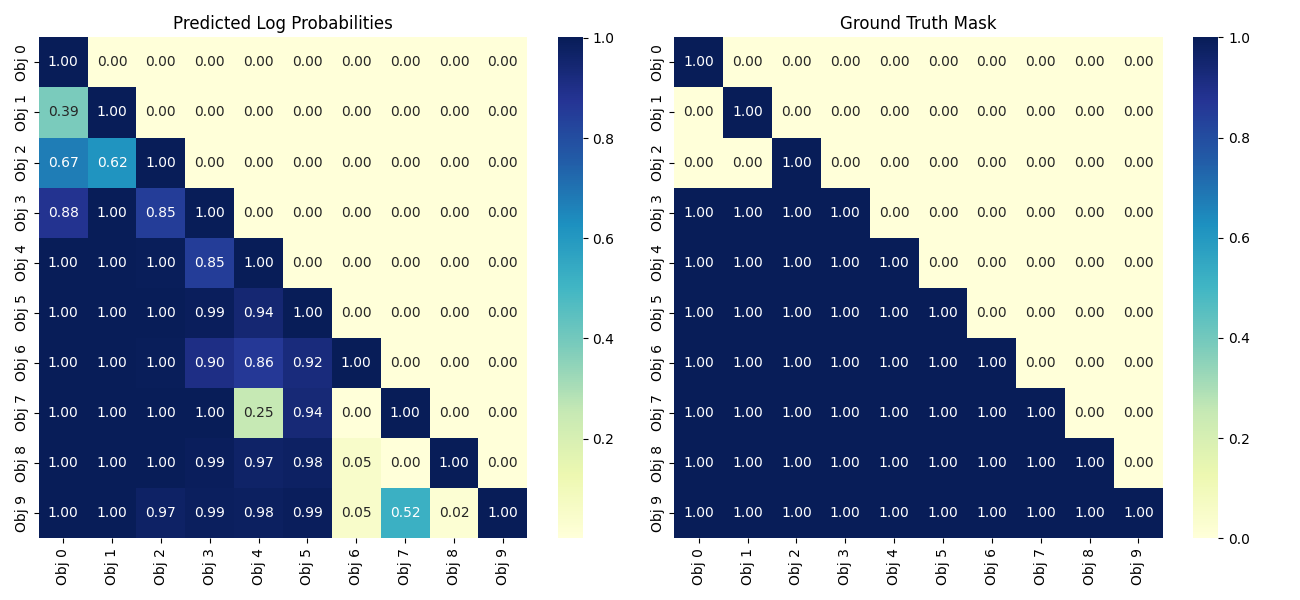 Predicted Log Probabilities
Obj 0 1.00 0.00 0.00 0.00 0.00 0.00 0.00 0.00 0.00 0.00
Obj 1 0.39 1.00 0.00 0.00 0.00 0.00 0.00 0.00 0.00 0.00
Obj 2 0.67 0.62 1.00 0.00 0.00 0.00 0.00 0.00 0.00 0.00
Obj 3 0.88 1.00 0.85 1.00 0.00 0.00 0.00 0.00 0.00 0.00
Obj 4 1.00 1.00 1.00 0.85 1.00 0.00 0.00 0.00 0.00 0.00
Obj 5 1.00 1.00 1.00 0.99 0.94 1.00 0.00 0.00 0.00 0.00
Obj 6 1.00 1.00 1.00 0.90 0.86 0.92 1.00 0.00 0.00 0.00
Obj 7 1.00 1.00 1.00 1.00 0.25 0.94 0.00 1.00 0.00 0.00
Obj 8 1.00 1.00 1.00 0.99 0.97 0.98 0.05 0.00 1.00 0.00
Obj 9 1.00 1.00 0.97 0.99 0.98 0.99 0.05 0.52 0.02 1.00
Obj 0 Obj 1 Obj 2 Obj 3 Obj 4 Obj 5 Obj 6 Obj 7 Obj 8 Obj 9
1.0
0.8
0.6
0.4
0.2
Ground Truth Mask
Obj 0 1.00 0.00 0.00 0.00 0.00 0.00 0.00 0.00 0.00 0.00
Obj 1 0.00 1.00 0.00 0.00 0.00 0.00 0.00 0.00 0.00 0.00
Obj 2 0.00 0.00 1.00 0.00 0.00 0.00 0.00 0.00 0.00 0.00
Obj 3 1.00 1.00 1.00 1.00 0.00 0.00 0.00 0.00 0.00 0.00
Obj 4 1.00 1.00 1.00 1.00 1.00 0.00 0.00 0.00 0.00 0.00
Obj 5 1.00 1.00 1.00 1.00 1.00 1.00 0.00 0.00 0.00 0.00
Obj 6 1.00 1.00 1.00 1.00 1.00 1.00 1.00 0.00 0.00 0.00
Obj 7 1.00 1.00 1.00 1.00 1.00 1.00 1.00 1.00 0.00 0.00
Obj 8 1.00 1.00 1.00 1.00 1.00 1.00 1.00 1.00 1.00 0.00
Obj 9 1.00 1.00 1.00 1.00 1.00 1.00 1.00 1.00 1.00 1.00
Obj 0 Obj 1 Obj 2 Obj 3 Obj 4 Obj 5 Obj 6 Obj 7 Obj 8 Obj 9
1.0
0.8
0.6
0.4
0.2
0.0